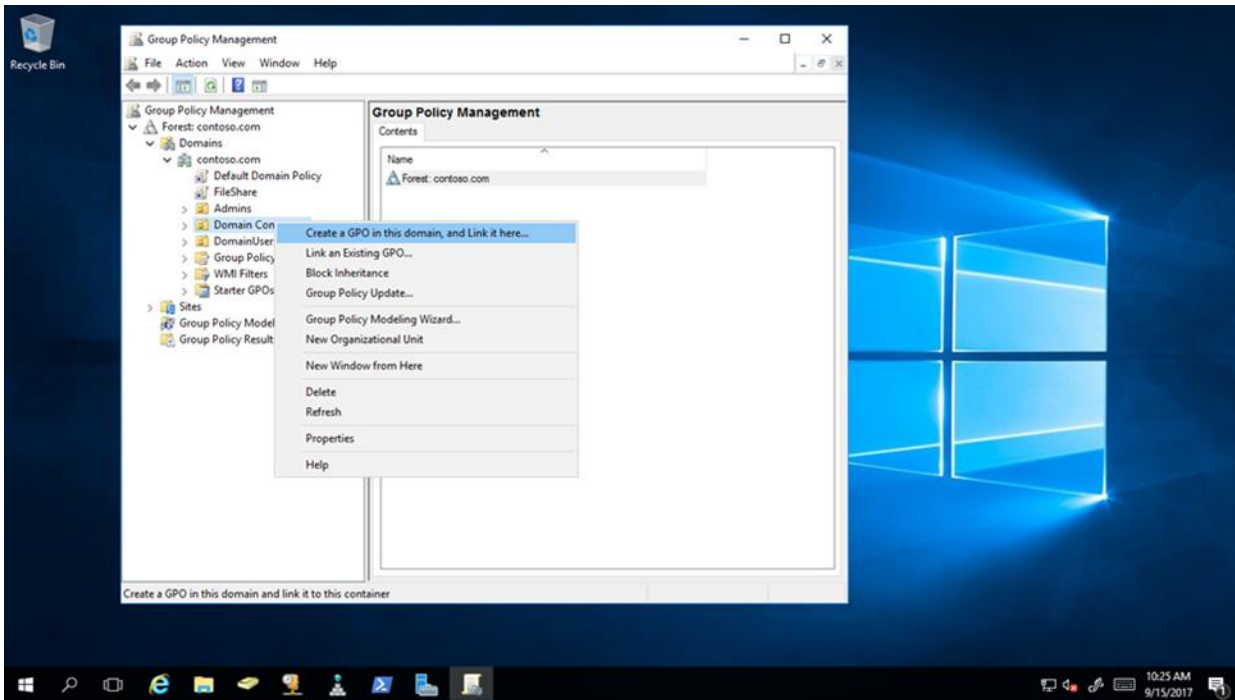 Recycle Bin
Group Policy Management
File Action View Window Help
Group Policy Management
Forest: contoso.com
Domains
contoso.com
Default Domain Policy
FileShare
Admins
Domain Con
DomainUser
Group Policy
WMI Filters
Starter GPOs
Sites
Group Policy Model
Group Policy Result
Group Policy Management
Contents
Name
Forest: contoso.com
Create a GPO in this domain, and Link it here...
Link an Existing GPO...
Block Inheritance
Group Policy Update...
Group Policy Modeling Wizard...
New Organizational Unit
New Window from Here
Delete
Refresh
Properties
Help
Create a GPO in this domain and link it to this container
10:25 AM
9/15/2017
1